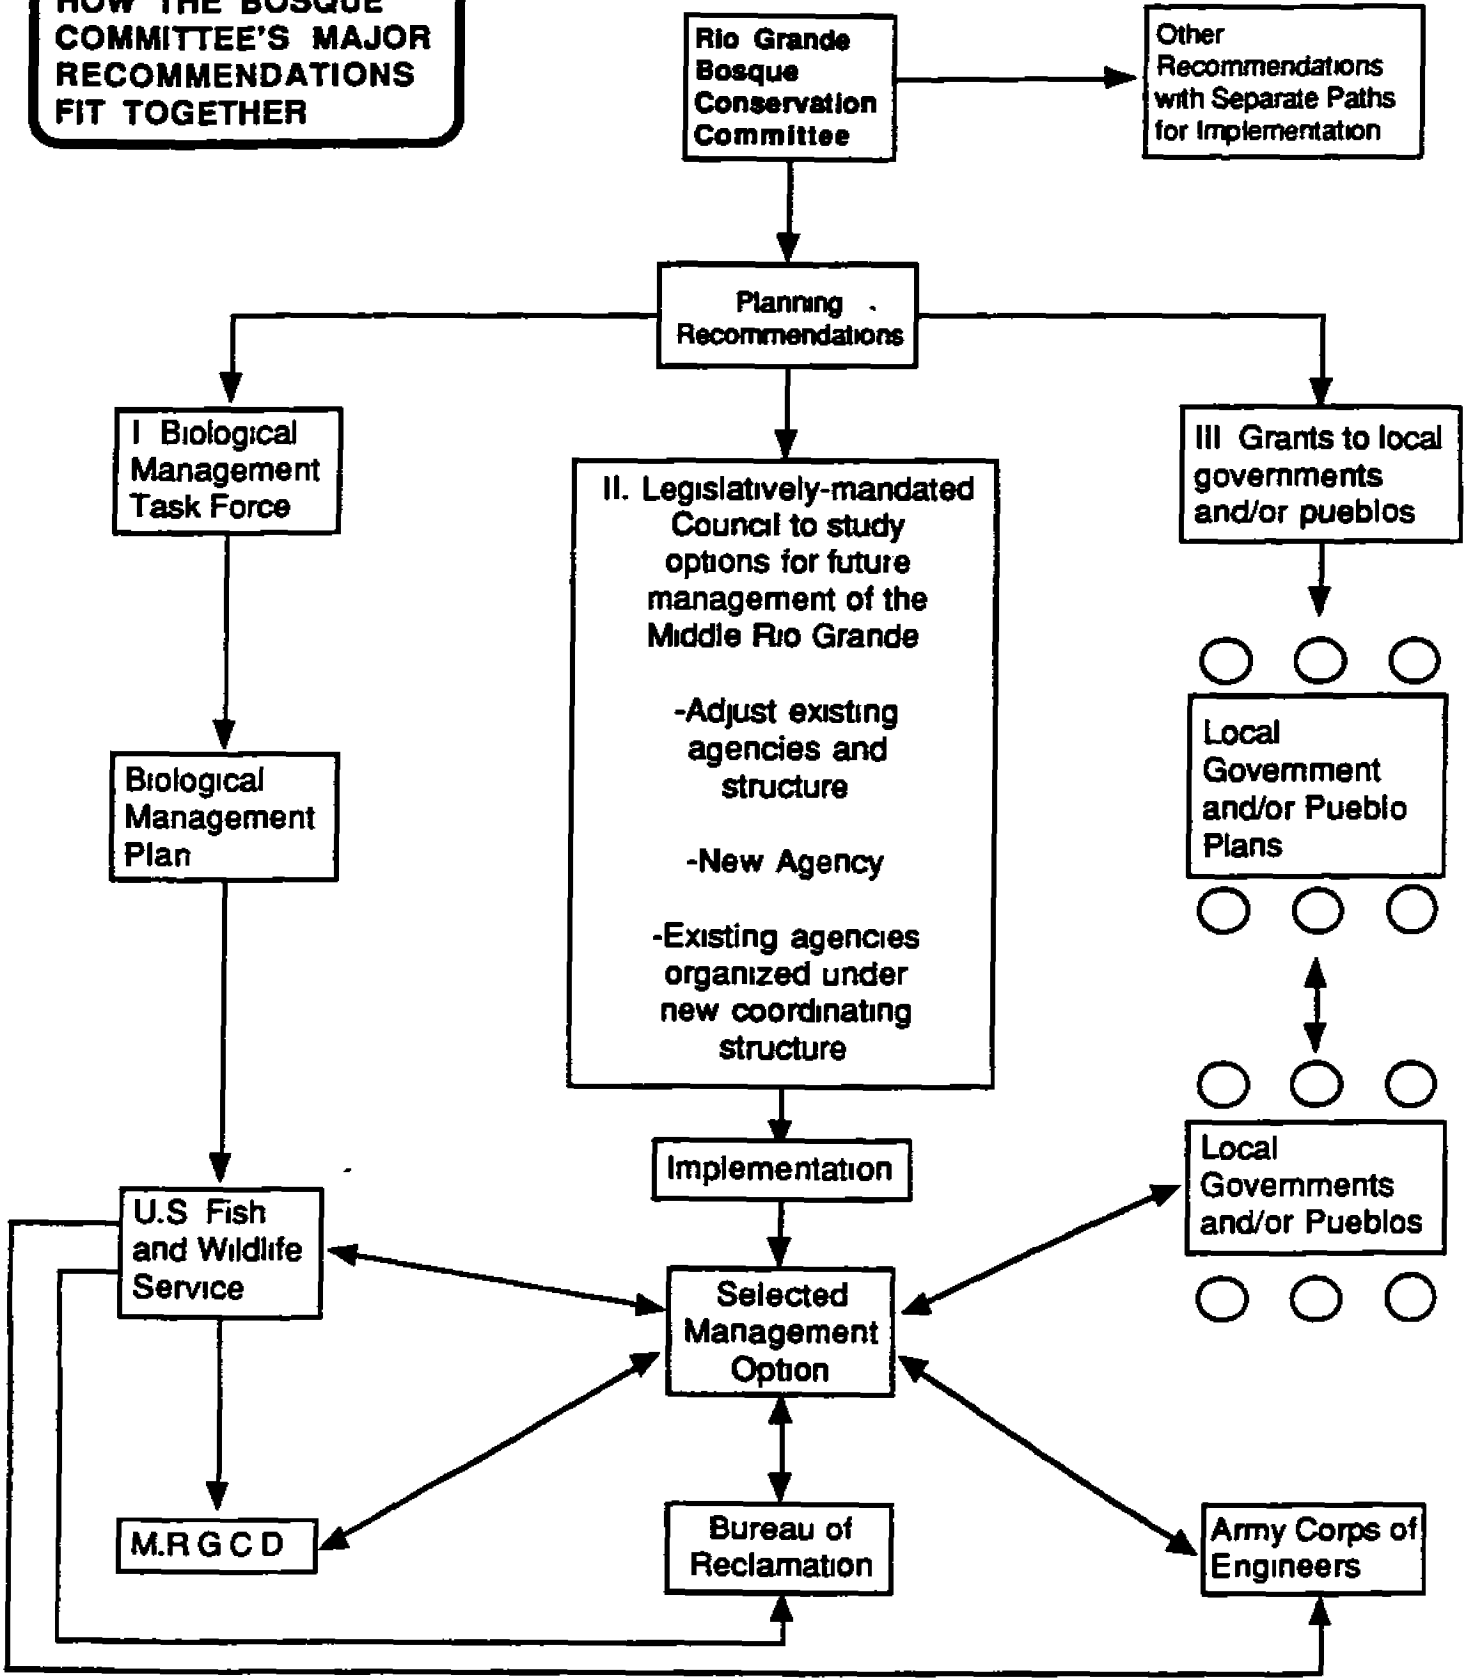 HOW THE BOSQUE
COMMITTEE'S MAJOR
RECOMMENDATIONS
FIT TOGETHER
Rio Grande
Bosque
Conservation
Committee
Other
Recommendations
with Separate Paths
for Implementation
Planning
Recommendations
I Biological
Management
Task Force
II. Legislatively-mandated
Council to study
options for future
management of the
Middle Rio Grande
-Adjust existing
agencies and
structure
-New Agency
-Existing agencies
organized under
new coordinating
structure
III Grants to local
governments
and/or pueblos
Biological
Management
Plan
Local
Government
and/or Pueblo
Plans
Implementation
Local
Governments
and/or Pueblos
U.S Fish
and Wildlife
Service
Selected
Management
Option
M.R G C D
Bureau of
Reclamation
Army Corps of
Engineers